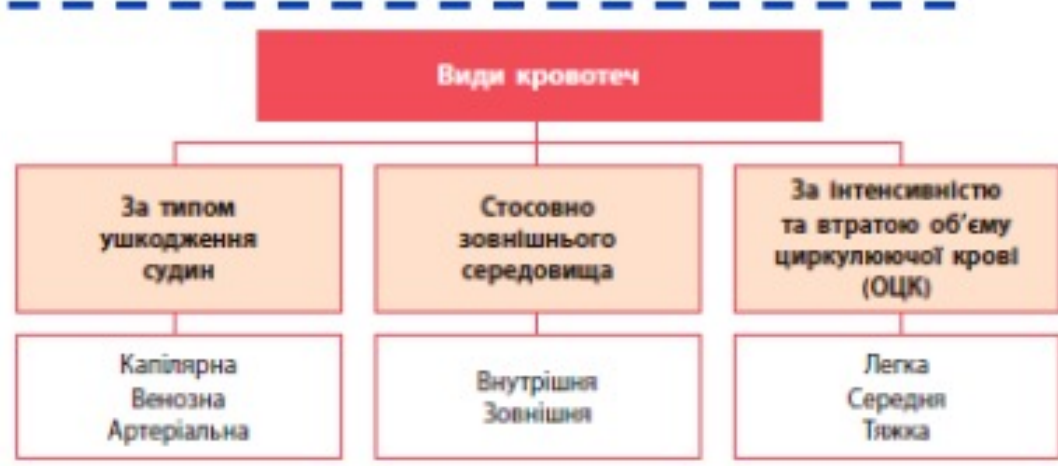 Види кровотеч
За типом
ушкодження
судин
Капілярна
Венозна
Артеріальна
Стосовно
зовнішнього
середовища
Внутрішня
Зовнішня
За інтенсивністю
та втратою об’єму
циркулюючої крові
(ОЦК)
Легка
Середня
Тяжка